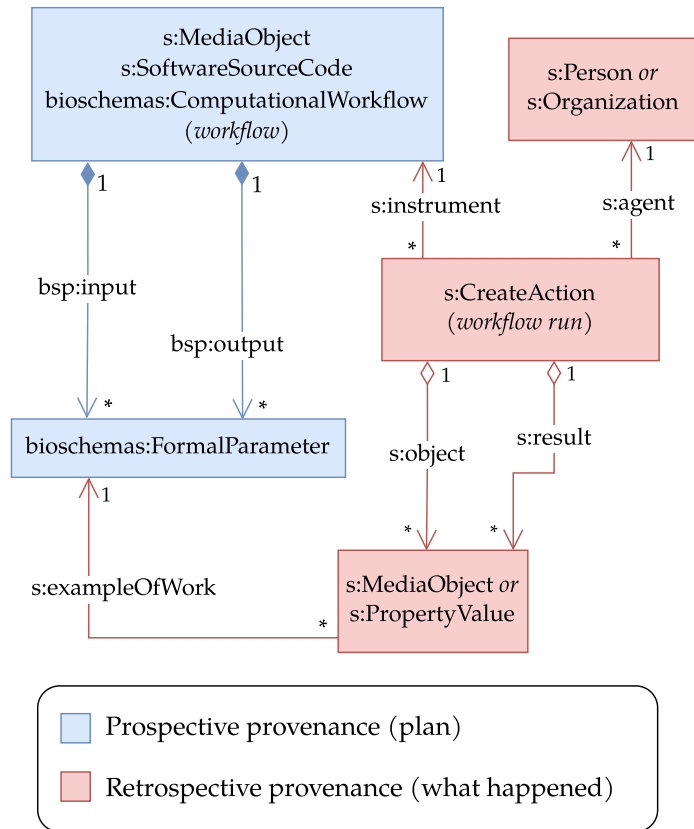 s:MediaObject
s:SoftwareSourceCode
bioschemas:ComputationalWorkflow
(workflow)
s:Person or
s:Organization
1
1
1
1
s:instrument
s:agent
*
*
bsp:input
s:CreateAction
(workflow run)
bsp:output
1
1
*
*
bioschemas:FormalParameter
s:result
s:object
1
*
*
s:exampleOfWork
s:MediaObject or
s:PropertyValue
*
Prospective provenance (plan)
Retrospective provenance (what happened)